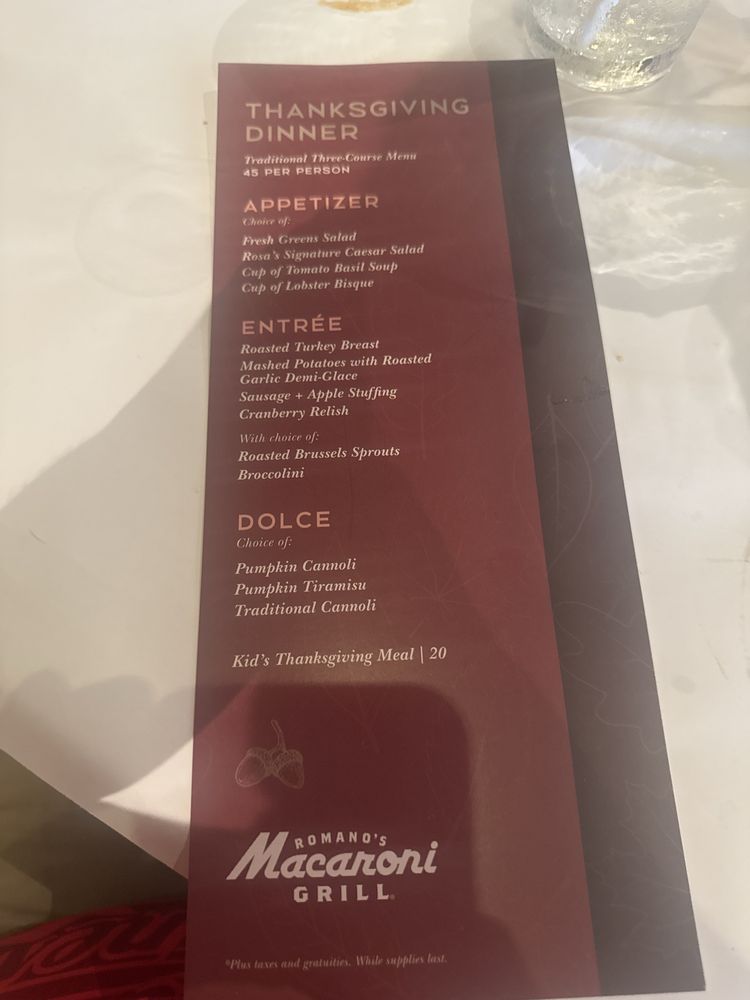 THANKSGIVING
DINNER
Traditional Three-Course Menu
45 PER PERSON
APPETIZER
Choice of:
Fresh Greens Salad
Rosa's Signature Caesar Salad
Cup of Tomato Basil Soup
Cup of Lobster Bisque
ENTRÉE
Roasted Turkey Breast
Mashed Potatoes with Roasted
Garlic Demi-Glace
Sausage + Apple Stuffing
Cranberry Relish
With choice of:
Roasted Brussels Sprouts
Broccolini
DOLCE
Choice of:
Pumpkin Cannoli
Pumpkin Tiramisu
Traditional Cannoli
Kid's Thanksgiving Meal | 20
ROMANO'S
Macaroni
GRILL®
*Plus taxes and gratuities. While supplies last.